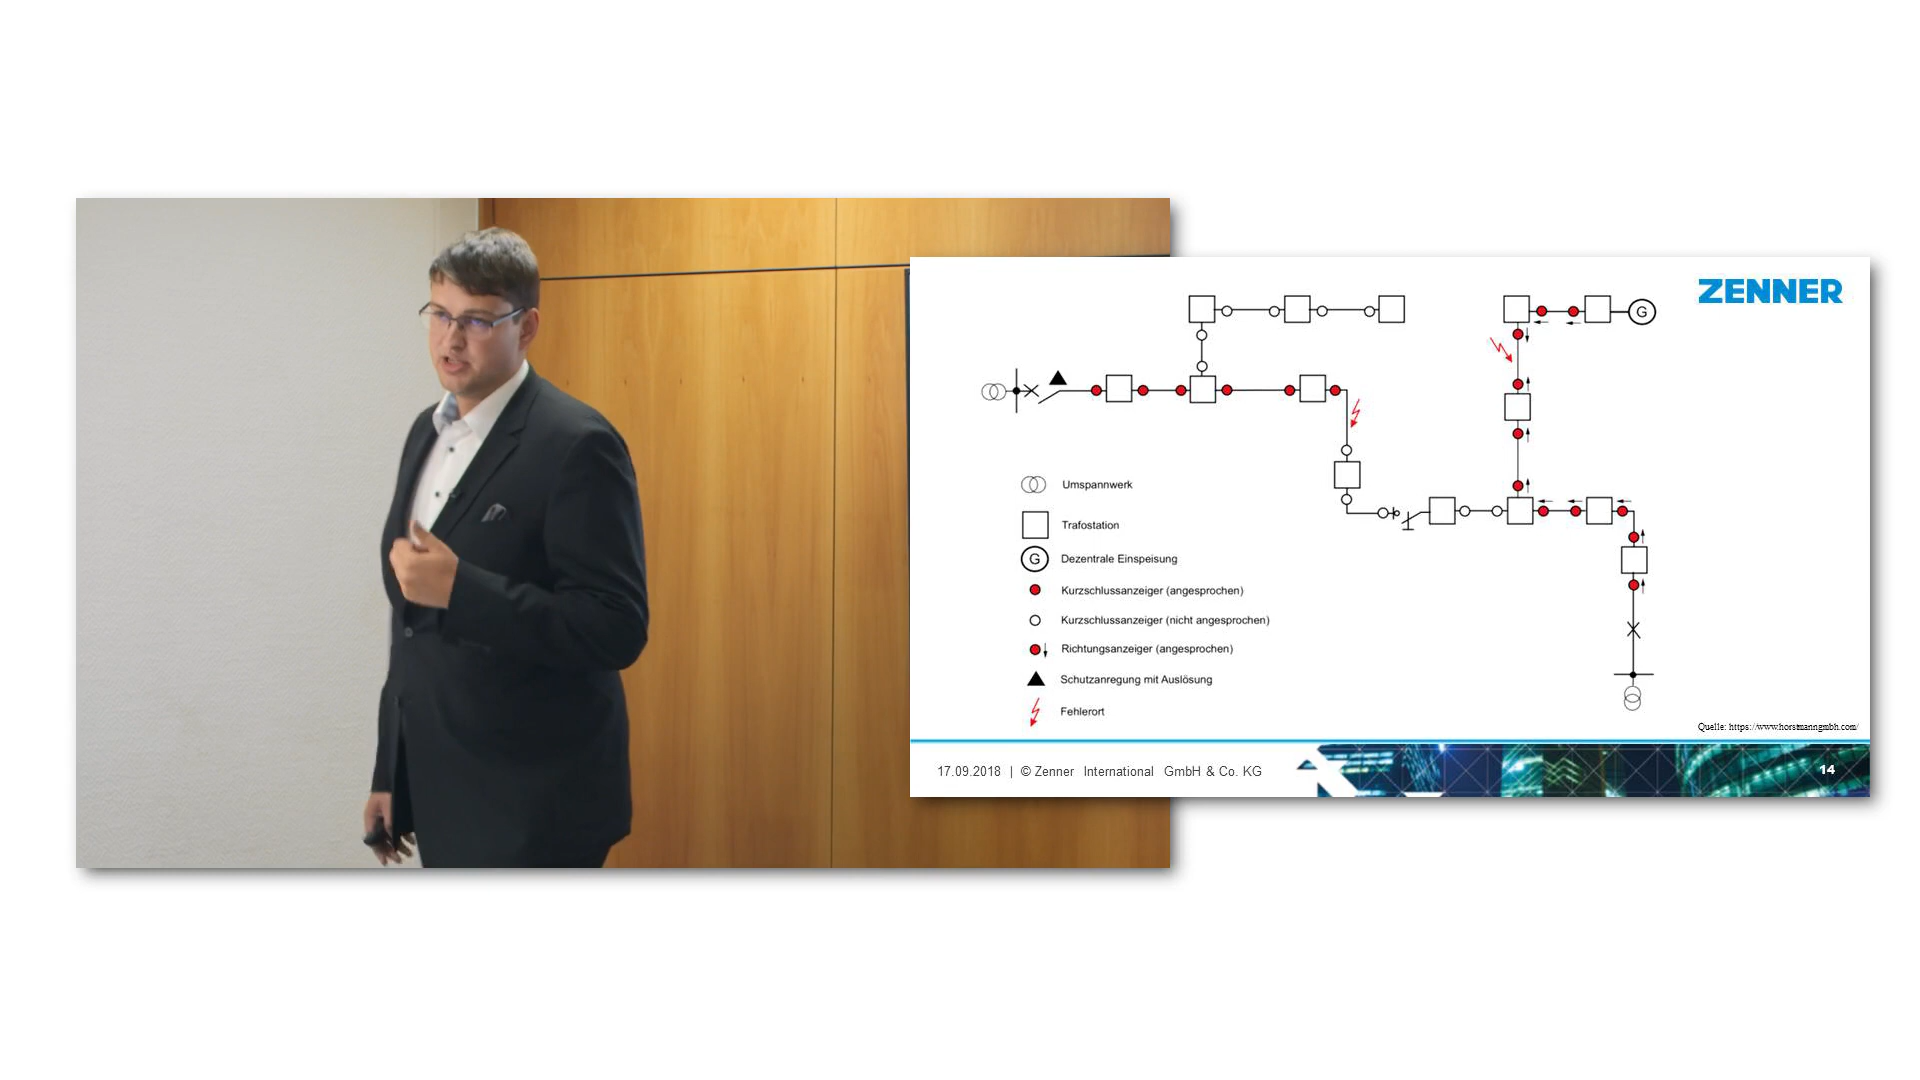 ZENNER
G
Umspannwerk
Trafostation
G
Dezentrale Einspeisung
Kurzschlussanzeiger (angesprochen)
Kurzschlussanzeiger (nicht angesprochen)
Richtungsanzeiger (angesprochen)
Schutzanregung mit Auslösung
Fehlerort
Quelle: https://www.horstmanngmbh.com/
17.09.2018 | © Zenner International GmbH & Co. KG
14